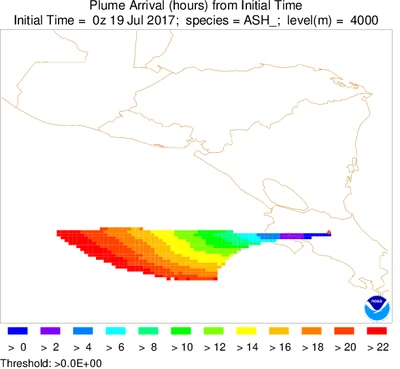 Plume Arrival (hours) from Initial Time
Initial Time = 0z 19 Jul 2017; species = ASH_; level(m) = 4000
noaa
> 0 > 2 > 4 > 6 > 8 > 10 > 12 > 14 > 16 > 18 > 20 > 22
Threshold: >0.0E+00